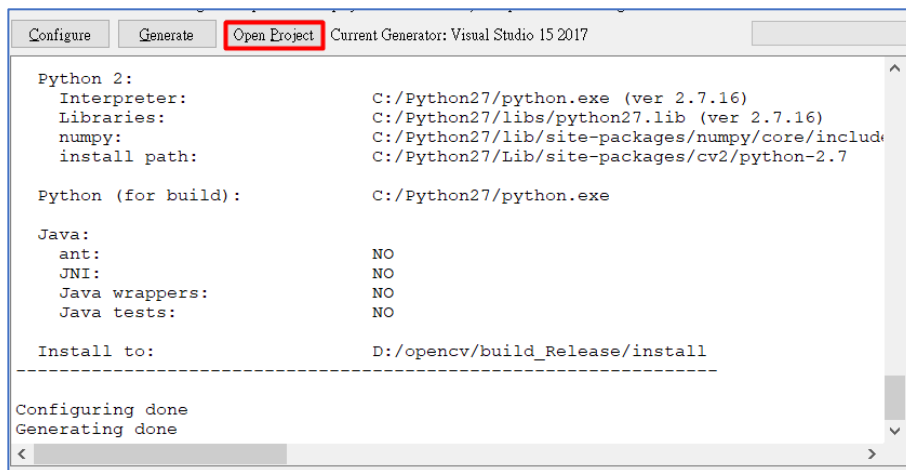 Configure Generate Open Project Current Generator: Visual Studio 15 2017
Python 2:
Interpreter: C:/Python27/python.exe (ver 2.7.16)
Libraries: C:/Python27/libs/python27.lib (ver 2.7.16)
numpy: C:/Python27/lib/site-packages/numpy/core/include
install path: C:/Python27/Lib/site-packages/cv2/python-2.7
Python (for build): C:/Python27/python.exe
Java:
ant: NO
JNI: NO
Java wrappers: NO
Java tests: NO
Install to: D:/opencv/build_Release/install
-----------------------------------------------------------------
Configuring done
Generating done